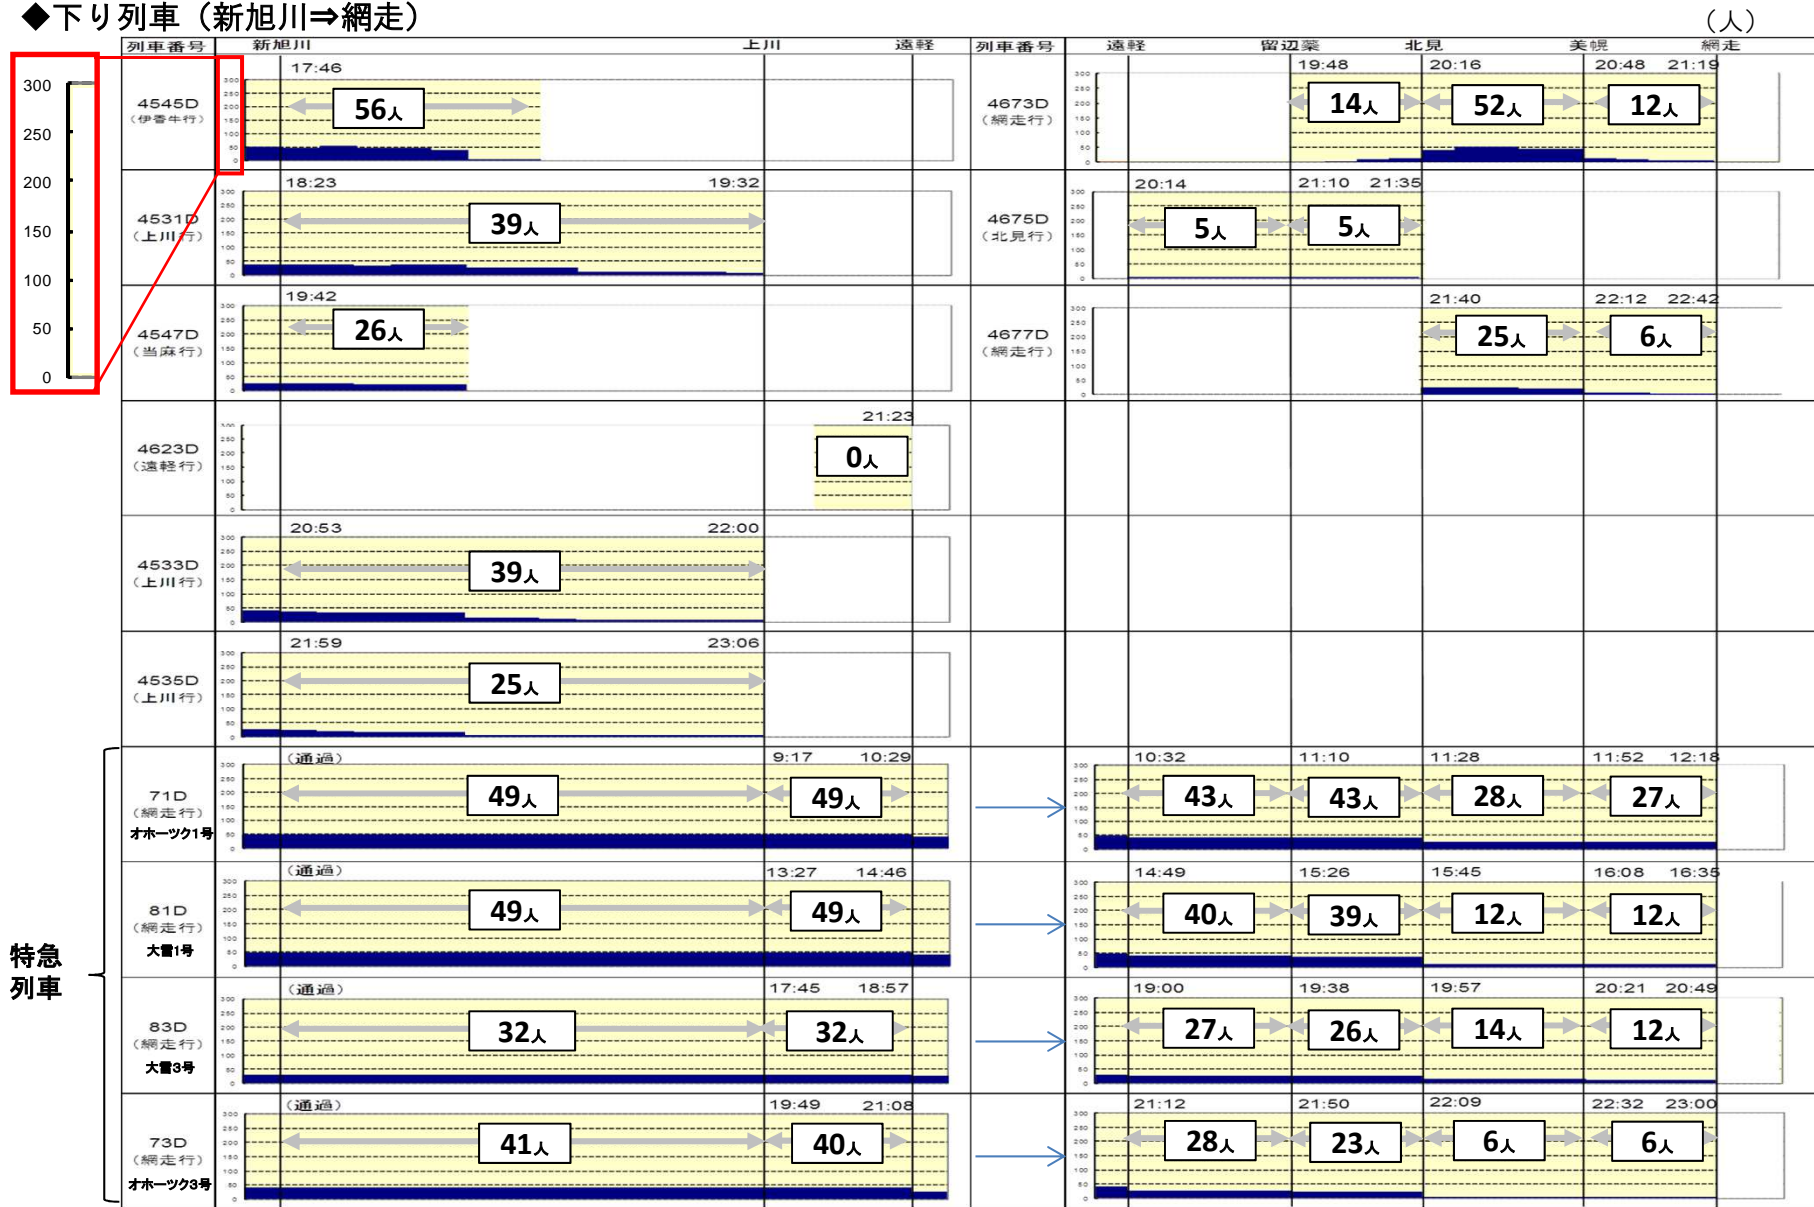 ◆下り列車（新旭川⇒網走）
（人）
列車番号 新旭川 上川 遠軽 列車番号 遠軽 留辺蘂 北見 美幌 網走
300
250
200
150
100
50
0
4545D
（伊香牛行）
17:46
56人
4673D
（網走行）
19:48 20:16 20:48 21:19
14人 52人 12人
4531D
（上川行）
18:23 19:32
39人
4675D
（北見行）
20:14 21:10 21:35
5人 5人
4547D
（当麻行）
19:42
26人
4677D
（網走行）
21:40 22:12 22:42
25人 6人
4623D
（遠軽行）
21:23
0人
4533D
（上川行）
20:53 22:00
39人
4535D
（上川行）
21:59 23:06
25人
特急
列車
71D
（網走行）
オホーツク1号
（通過） 9:17 10:29
49人 49人
10:32 11:10 11:28 11:52 12:18
43人 43人 28人 27人
81D
（網走行）
大雪1号
（通過） 13:27 14:46
49人 49人
14:49 15:26 15:45 16:08 16:35
40人 39人 12人 12人
83D
（網走行）
大雪3号
（通過） 17:45 18:57
32人 32人
19:00 19:38 19:57 20:21 20:49
27人 26人 14人 12人
73D
（網走行）
オホーツク3号
（通過） 19:49 21:08
41人 40人
21:12 21:50 22:09 22:32 23:00
28人 23人 6人 6人